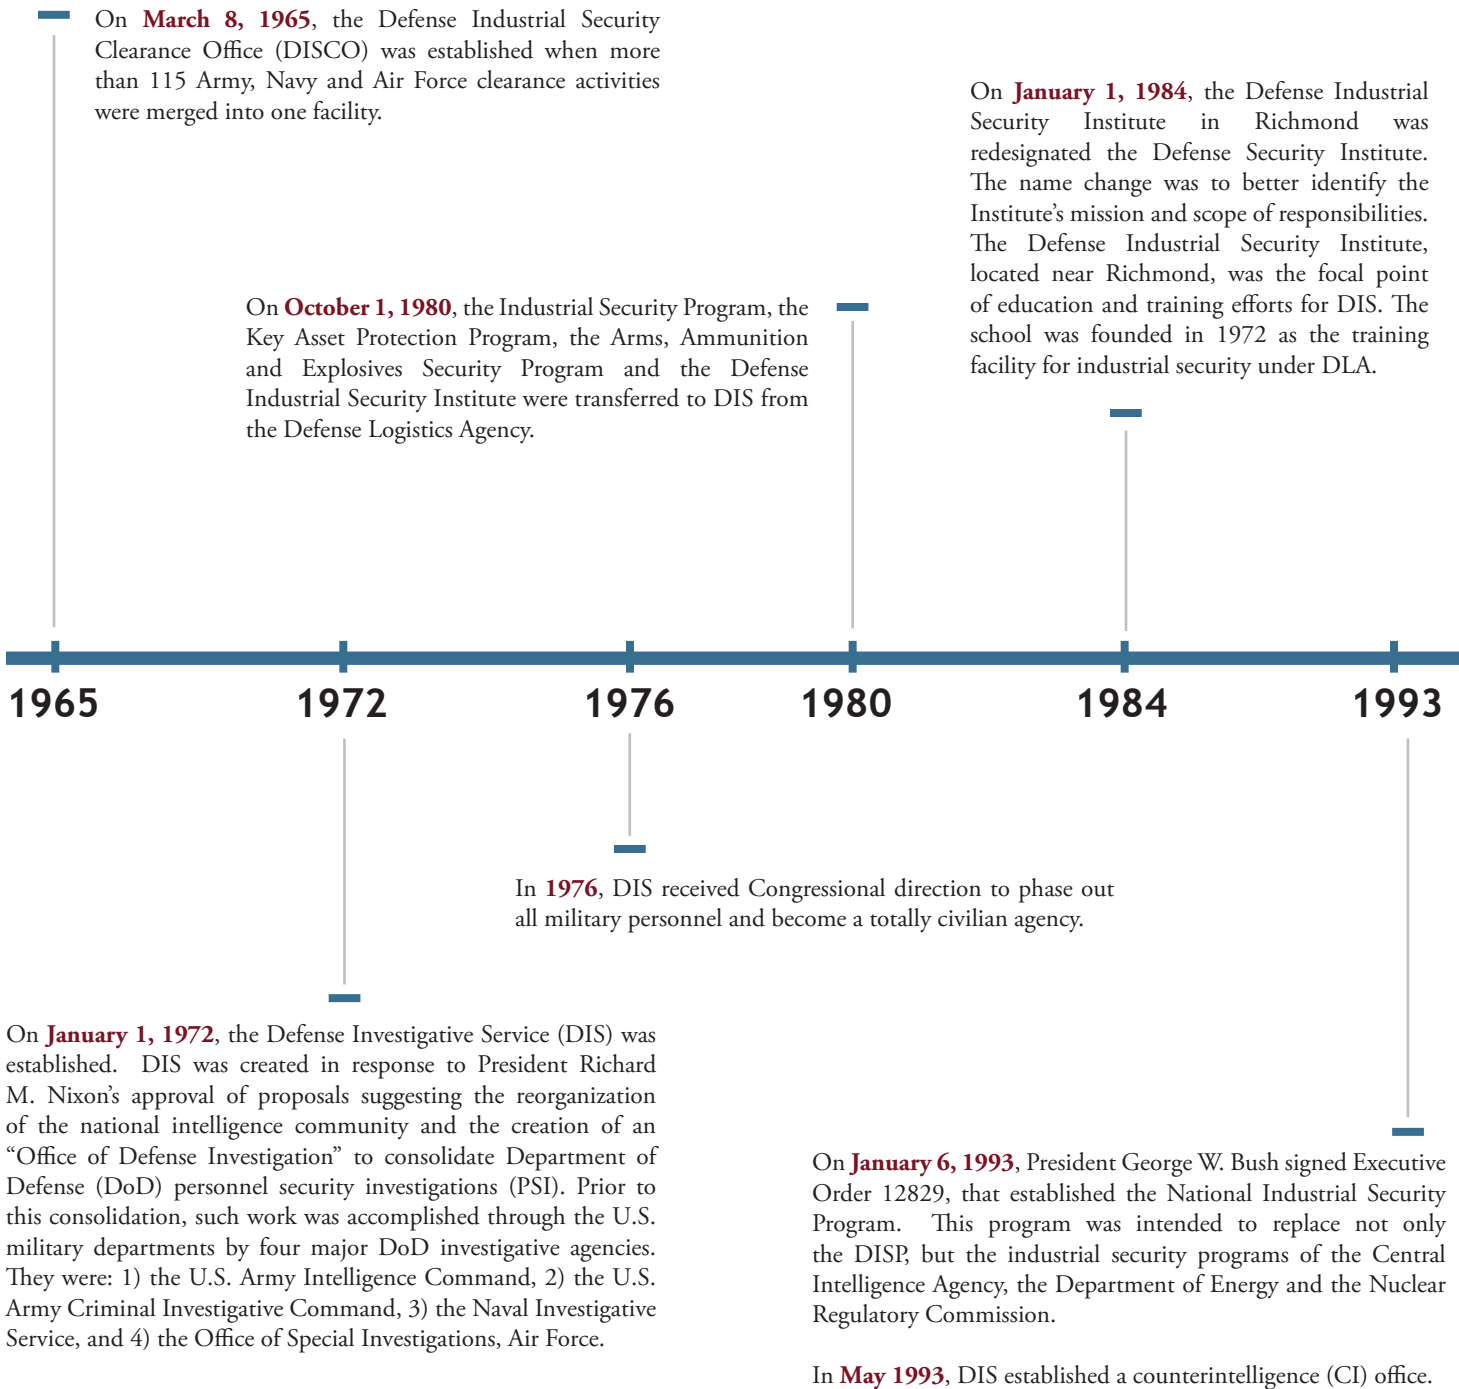 On March 8, 1965, the Defense Industrial Security
Clearance Office (DISCO) was established when more
than 115 Army, Navy and Air Force clearance activities
were merged into one facility.
On January 1, 1984, the Defense Industrial
Security Institute in Richmond was
redesignated the Defense Security Institute.
The name change was to better identify the
Institute's mission and scope of responsibilities.
The Defense Industrial Security Institute,
located near Richmond, was the focal point
of education and training efforts for DIS. The
school was founded in 1972 as the training
facility for industrial security under DLA.
On October 1, 1980, the Industrial Security Program, the
Key Asset Protection Program, the Arms, Ammunition
and Explosives Security Program and the Defense
Industrial Security Institute were transferred to DIS from
the Defense Logistics Agency.
1965 1972 1976 1980 1984 1993
In 1976, DIS received Congressional direction to phase out
all military personnel and become a totally civilian agency.
On January 1, 1972, the Defense Investigative Service (DIS) was
established. DIS was created in response to President Richard
M. Nixon's approval of proposals suggesting the reorganization
of the national intelligence community and the creation of an
“Office of Defense Investigation” to consolidate Department of
Defense (DoD) personnel security investigations (PSI). Prior to
this consolidation, such work was accomplished through the U.S.
military departments by four major DoD investigative agencies.
They were: 1) the U.S. Army Intelligence Command, 2) the U.S.
Army Criminal Investigative Command, 3) the Naval Investigative
Service, and 4) the Office of Special Investigations, Air Force.
On January 6, 1993, President George W. Bush signed Executive
Order 12829, that established the National Industrial Security
Program. This program was intended to replace not only
the DISP, but the industrial security programs of the Central
Intelligence Agency, the Department of Energy and the Nuclear
Regulatory Commission.
In May 1993, DIS established a counterintelligence (CI) office.